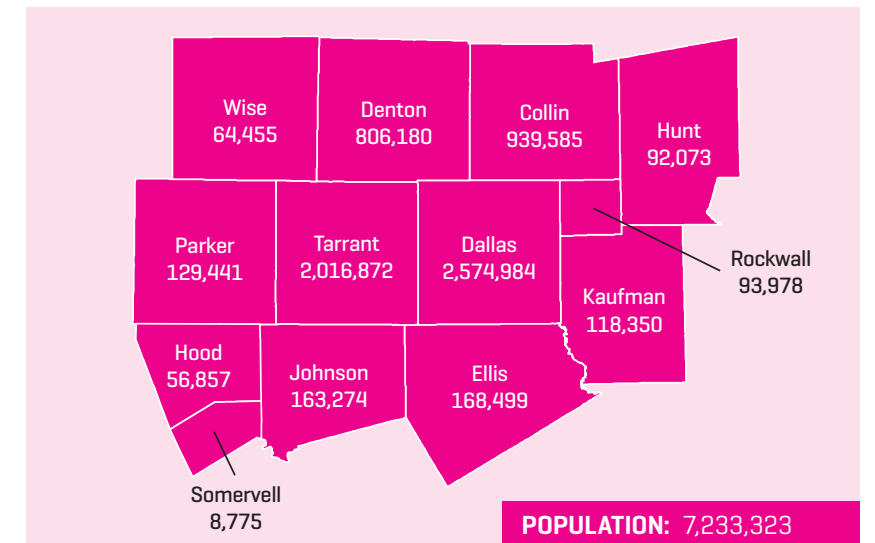 Wise
64,455
Denton
806,180
Collin
939,585
Hunt
92,073
Parker
129,441
Tarrant
2,016,872
Dallas
2,574,984
Rockwall
93,978
Kaufman
118,350
Hood
56,857
Johnson
163,274
Ellis
168,499
Somervell
8,775
POPULATION: 7,233,323